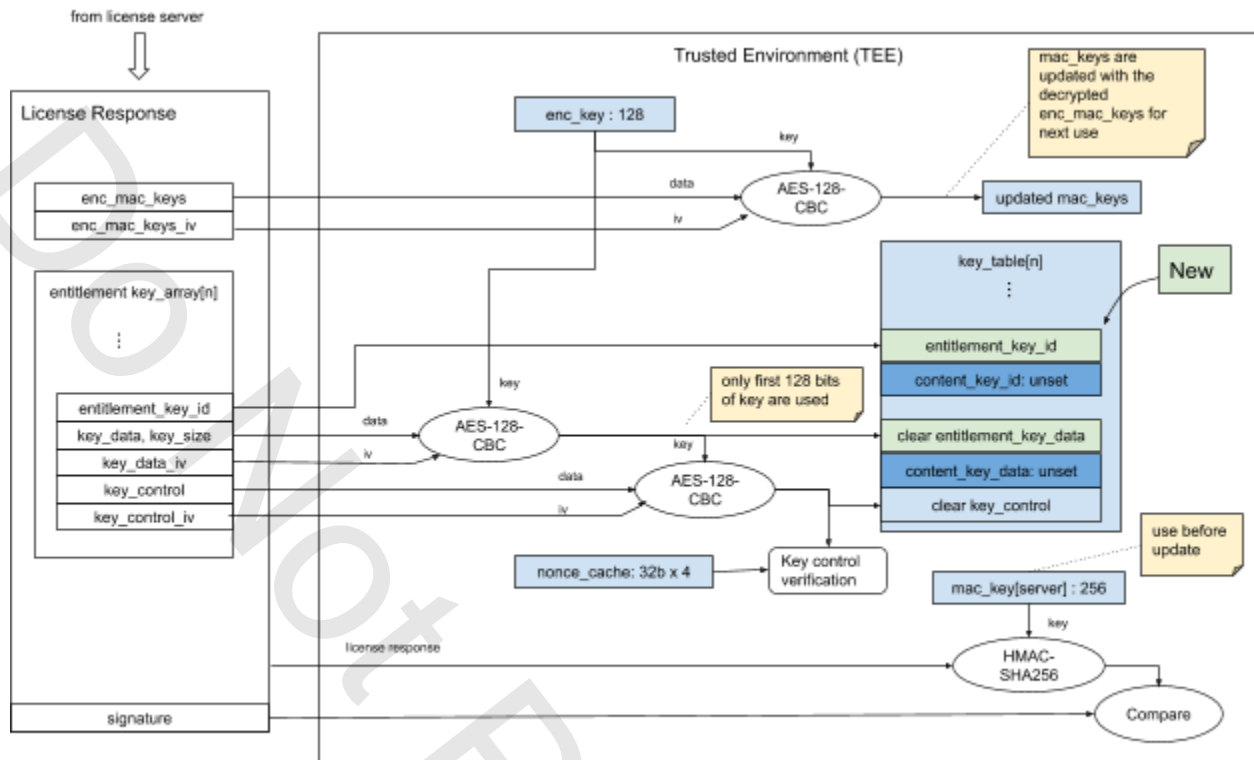 from license server
Trusted Environment (TEE)
mac_keys are
updated with the
decrypted
enc_mac_keys for
next use
License Response
enc_key : 128
key
enc_mac_keys
data
AES-128-
CBC
updated mac_keys
enc_mac_keys_iv
iv
key_table[n]
⋮
New
entitlement key_array[n]
⋮
entitlement_key_id
content_key_id: unset
only first 128 bits
of key are used
key
entitlement_key_id
data
AES-128-
CBC
key_data, key_size
clear entitlement_key_data
key
key_data_iv
iv
content_key_data: unset
key_control
data
AES-128-
CBC
clear key_control
key_control_iv
iv
use before
update
nonce_cache: 32b x 4
Key control
verification
mac_key[server] : 256
key
license response
HMAC-
SHA256
signature
Compare
Do Not